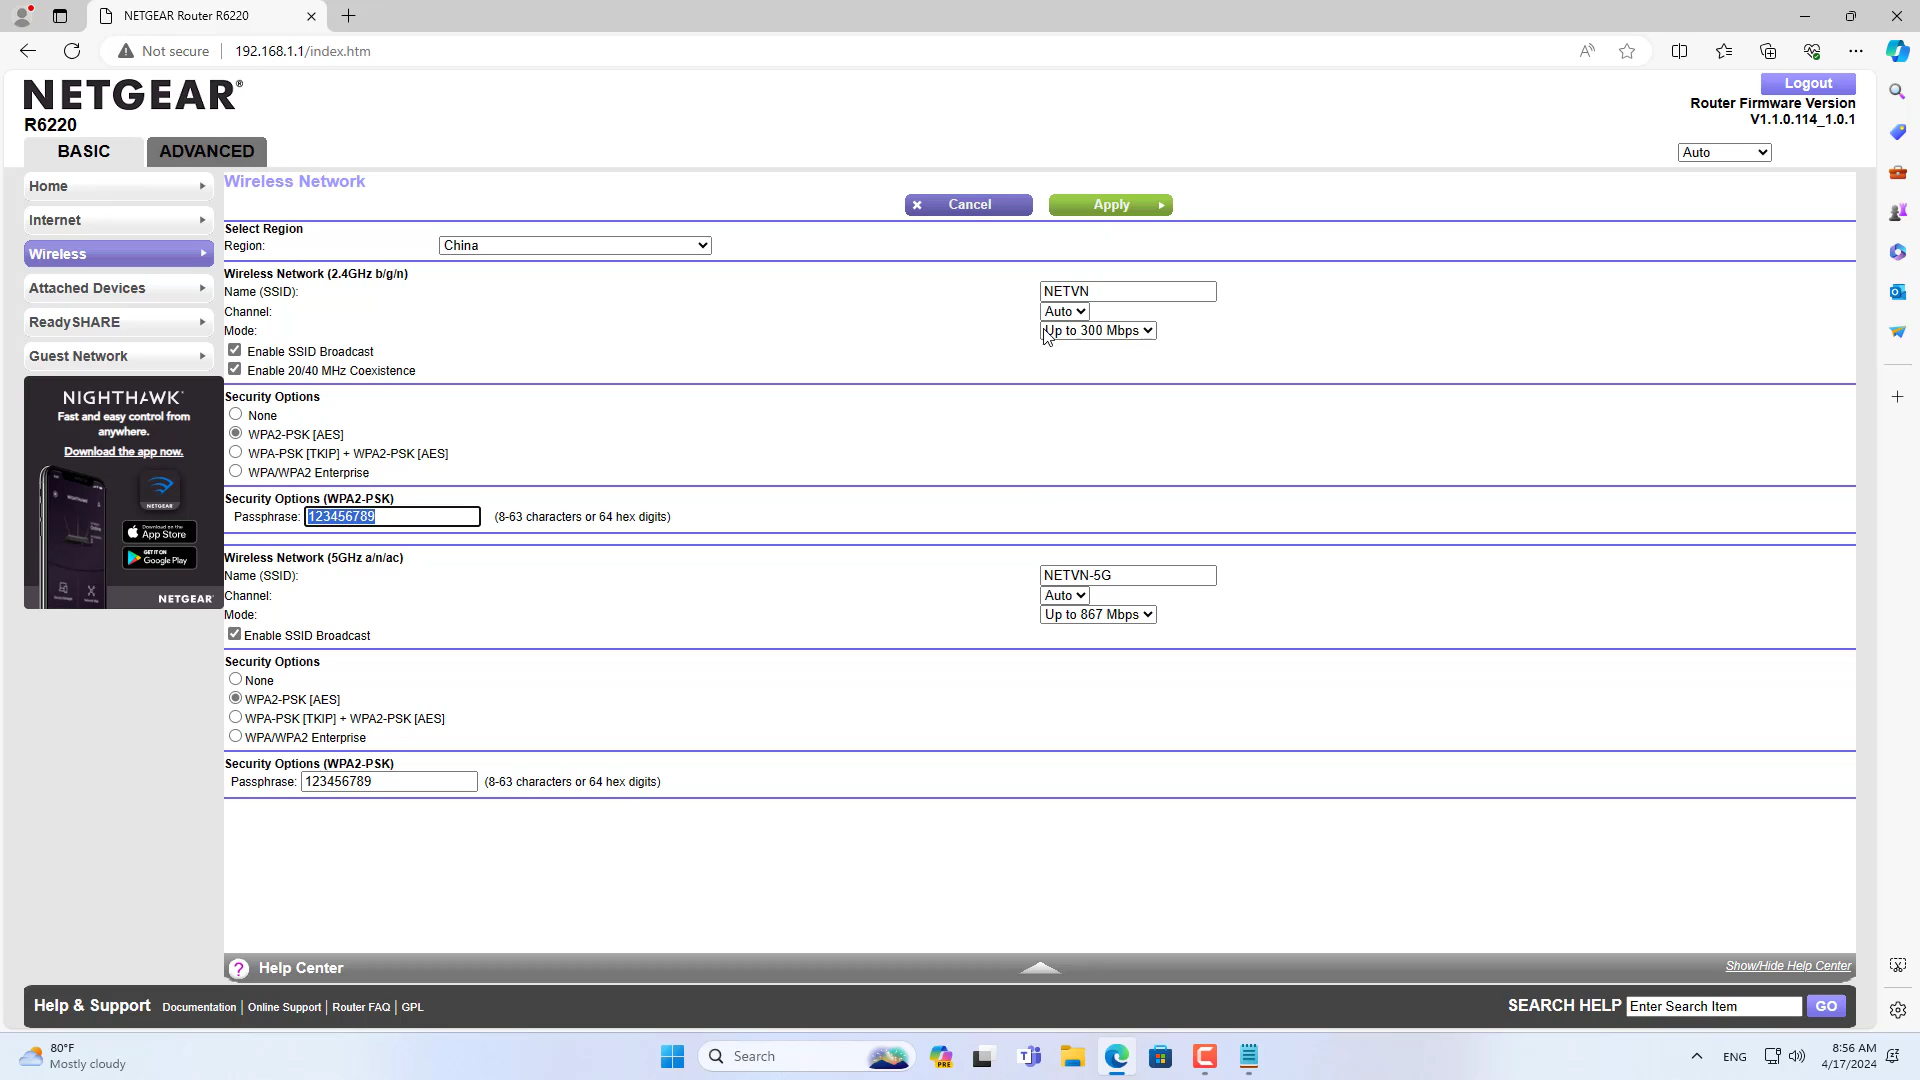 NETGEAR Router R6220
Not secure
192.168.1.1/index.htm
NETGEAR®
R6220
Logout
Router Firmware Version
V1.1.0.114_1.0.1
BASIC
ADVANCED
Auto
Home
Internet
Wireless
Attached Devices
ReadySHARE
Guest Network
NIGHTHAWK
Fast and easy control from
anywhere.
Download the app now.
NETGEAR
Download on the
App Store
GET IT ON
Google Play
NETGEAR
Wireless Network
Cancel
Apply
Select Region
Region:
China
Wireless Network (2.4GHz b/g/n)
Name (SSID):
NETVN
Channel:
Auto
Mode:
Up to 300 Mbps
Enable SSID Broadcast
Enable 20/40 MHz Coexistence
Security Options
None
WPA2-PSK [AES]
WPA-PSK [TKIP] + WPA2-PSK [AES]
WPA/WPA2 Enterprise
Security Options (WPA2-PSK)
Passphrase: 123456789 (8-63 characters or 64 hex digits)
Wireless Network (5GHz a/n/ac)
Name (SSID):
NETVN-5G
Channel:
Auto
Mode:
Up to 867 Mbps
Enable SSID Broadcast
Security Options
None
WPA2-PSK [AES]
WPA-PSK [TKIP] + WPA2-PSK [AES]
WPA/WPA2 Enterprise
Security Options (WPA2-PSK)
Passphrase: 123456789 (8-63 characters or 64 hex digits)
Help Center
Show/Hide Help Center
Help & Support Documentation | Online Support | Router FAQ | GPL
SEARCH HELP Enter Search Item GO
80°F
Mostly cloudy
Search
PRE
ENG
8:56 AM
4/17/2024